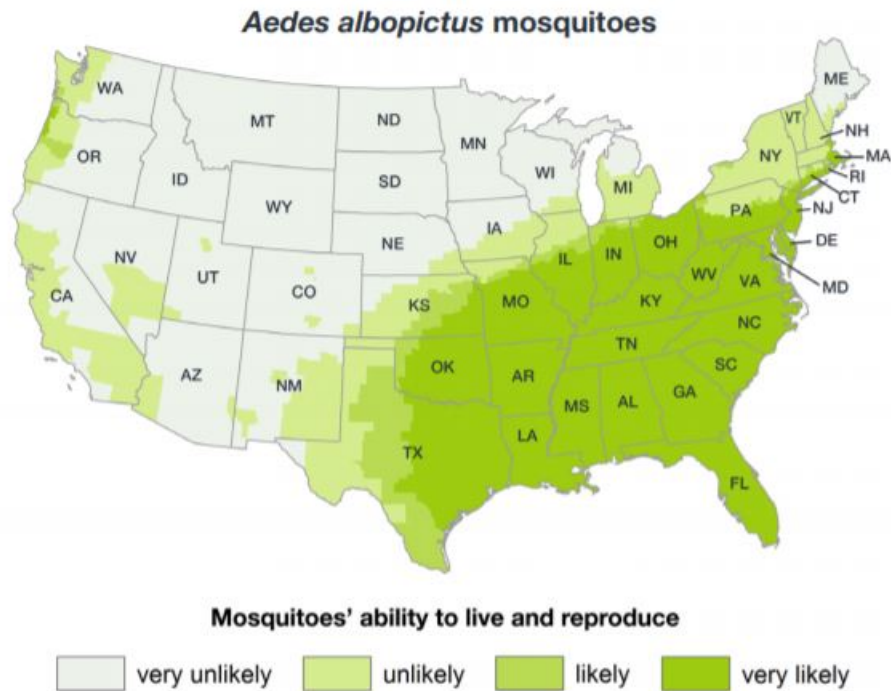 Aedes albopictus mosquitoes
WA
MT
ND
MN
ME
VT
NH
OR
ID
WI
NY
MA
SD
MI
RI
WY
CT
IA
PA
NJ
NE
OH
NV
IL
IN
DE
UT
CO
WV
CA
KS
MO
VA
MD
KY
NC
TN
AZ
NM
OK
AR
SC
MS
AL
GA
LA
TX
FL
Mosquitoes' ability to live and reproduce
very unlikely
unlikely
likely
very likely